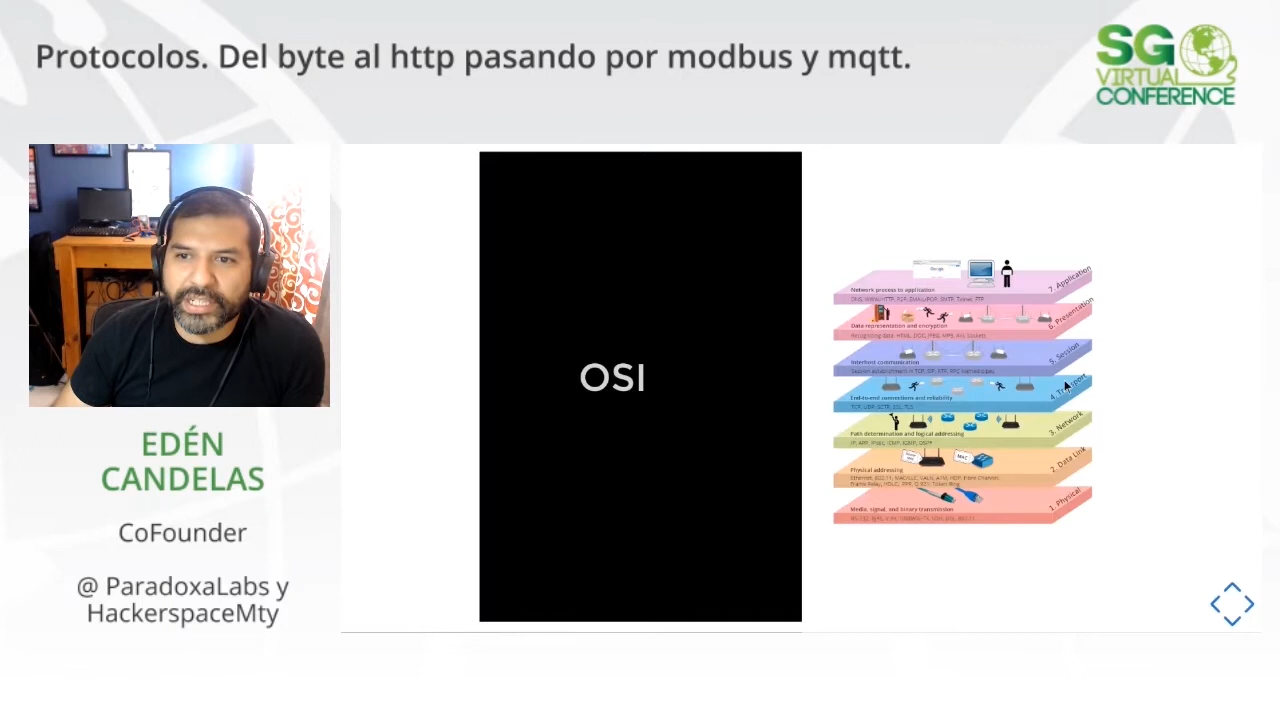 Protocolos. Del byte al http pasando por modbus y mqtt.
SG
VIRTUAL
CONFERENCE
EDÉN
CANDELAS
CoFounder
@ ParadoxaLabs y
HackerspaceMty
OSI
Google
7. Application
Network process to application
6. Presentation
Data representation and encryption
5. Session
Interhost communication
4. Transport
End-to-end connections and reliability
3. Network
Path determination and logical addressing
2. Data Link
MAC
Physical addressing
1. Physical
Media, signal, and binary transmission